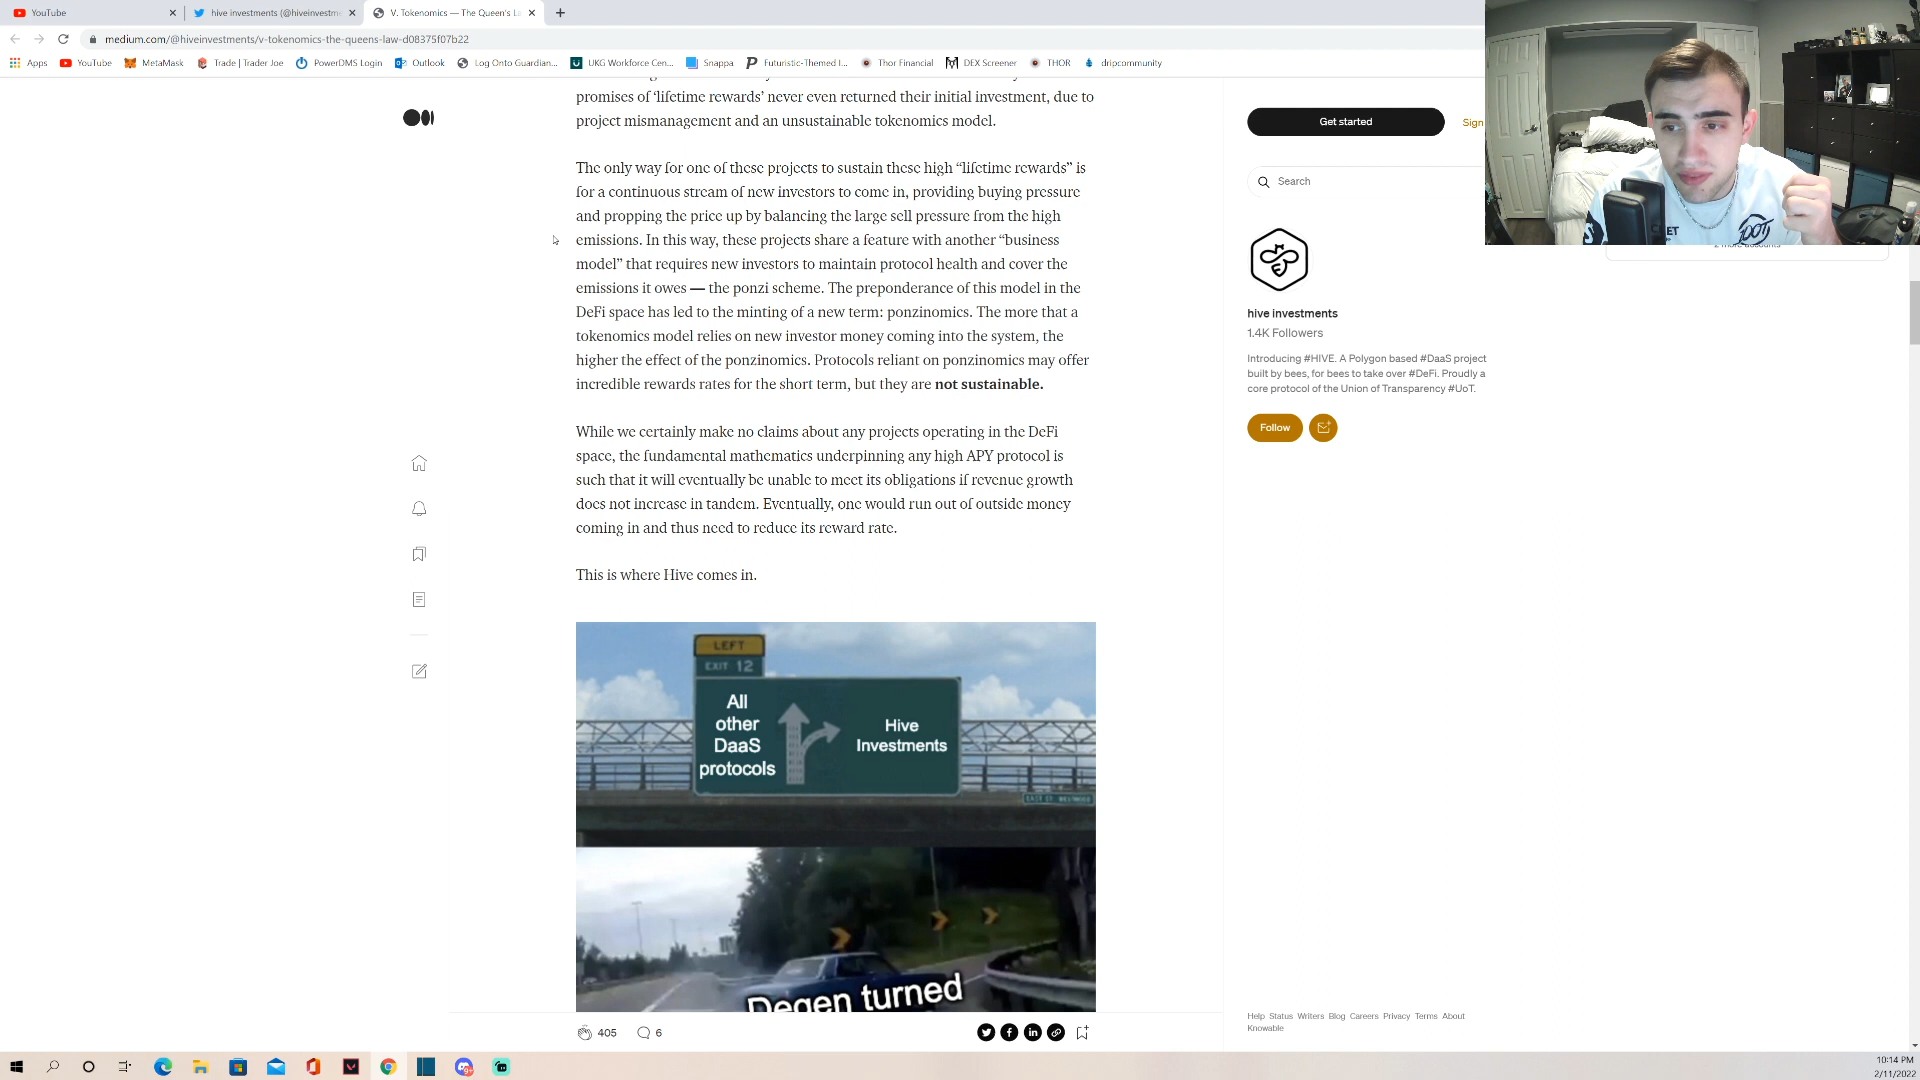 YouTube
hive investments (@hiveinvestm
V. Tokenomics — The Queen's La
medium.com/@hiveinvestments/v-tokenomics-the-queens-law-d08375f07b22
Apps
YouTube
MetaMask
Trade | Trader Joe
PowerDMS Login
Outlook
Log Onto Guardian...
UKG Workforce Cen...
Snappa
Futuristic-Themed I...
Thor Financial
DEX Screener
THOR
dripcommunity
promises of ‘lifetime rewards’ never even returned their initial investment, due to
project mismanagement and an unsustainable tokenomics model.
The only way for one of these projects to sustain these high “lifetime rewards” is
for a continuous stream of new investors to come in, providing buying pressure
and propping the price up by balancing the large sell pressure from the high
emissions. In this way, these projects share a feature with another “business
model” that requires new investors to maintain protocol health and cover the
emissions it owes — the ponzi scheme. The preponderance of this model in the
DeFi space has led to the minting of a new term: ponzinomics. The more that a
tokenomics model relies on new investor money coming into the system, the
higher the effect of the ponzinomics. Protocols reliant on ponzinomics may offer
incredible rewards rates for the short term, but they are not sustainable.
While we certainly make no claims about any projects operating in the DeFi
space, the fundamental mathematics underpinning any high APY protocol is
such that it will eventually be unable to meet its obligations if revenue growth
does not increase in tandem. Eventually, one would run out of outside money
coming in and thus need to reduce its reward rate.
This is where Hive comes in.
LEFT
EXIT 12
All
other
DaaS
protocols
Hive
Investments
Degen turned
405
6
Get started
Sign
Search
hive investments
1.4K Followers
Introducing #HIVE. A Polygon based #DaaS project
built by bees, for bees to take over #DeFi. Proudly a
core protocol of the Union of Transparency #UoT.
Follow
Help Status Writers Blog Careers Privacy Terms About
Knowable
10:14 PM
2/11/2022